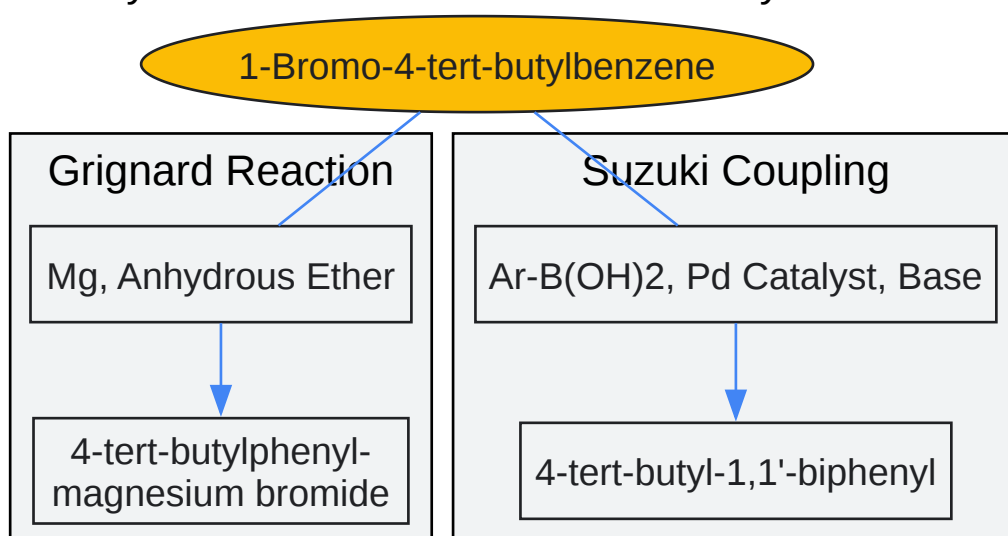 1-Bromo-4-tert-butylbenzene
Grignard Reaction
Suzuki Coupling
Mg, Anhydrous Ether
Ar-B(OH)2, Pd Catalyst, Base
4-tert-butylphenyl-
magnesium bromide
4-tert-butyl-1,1'-biphenyl